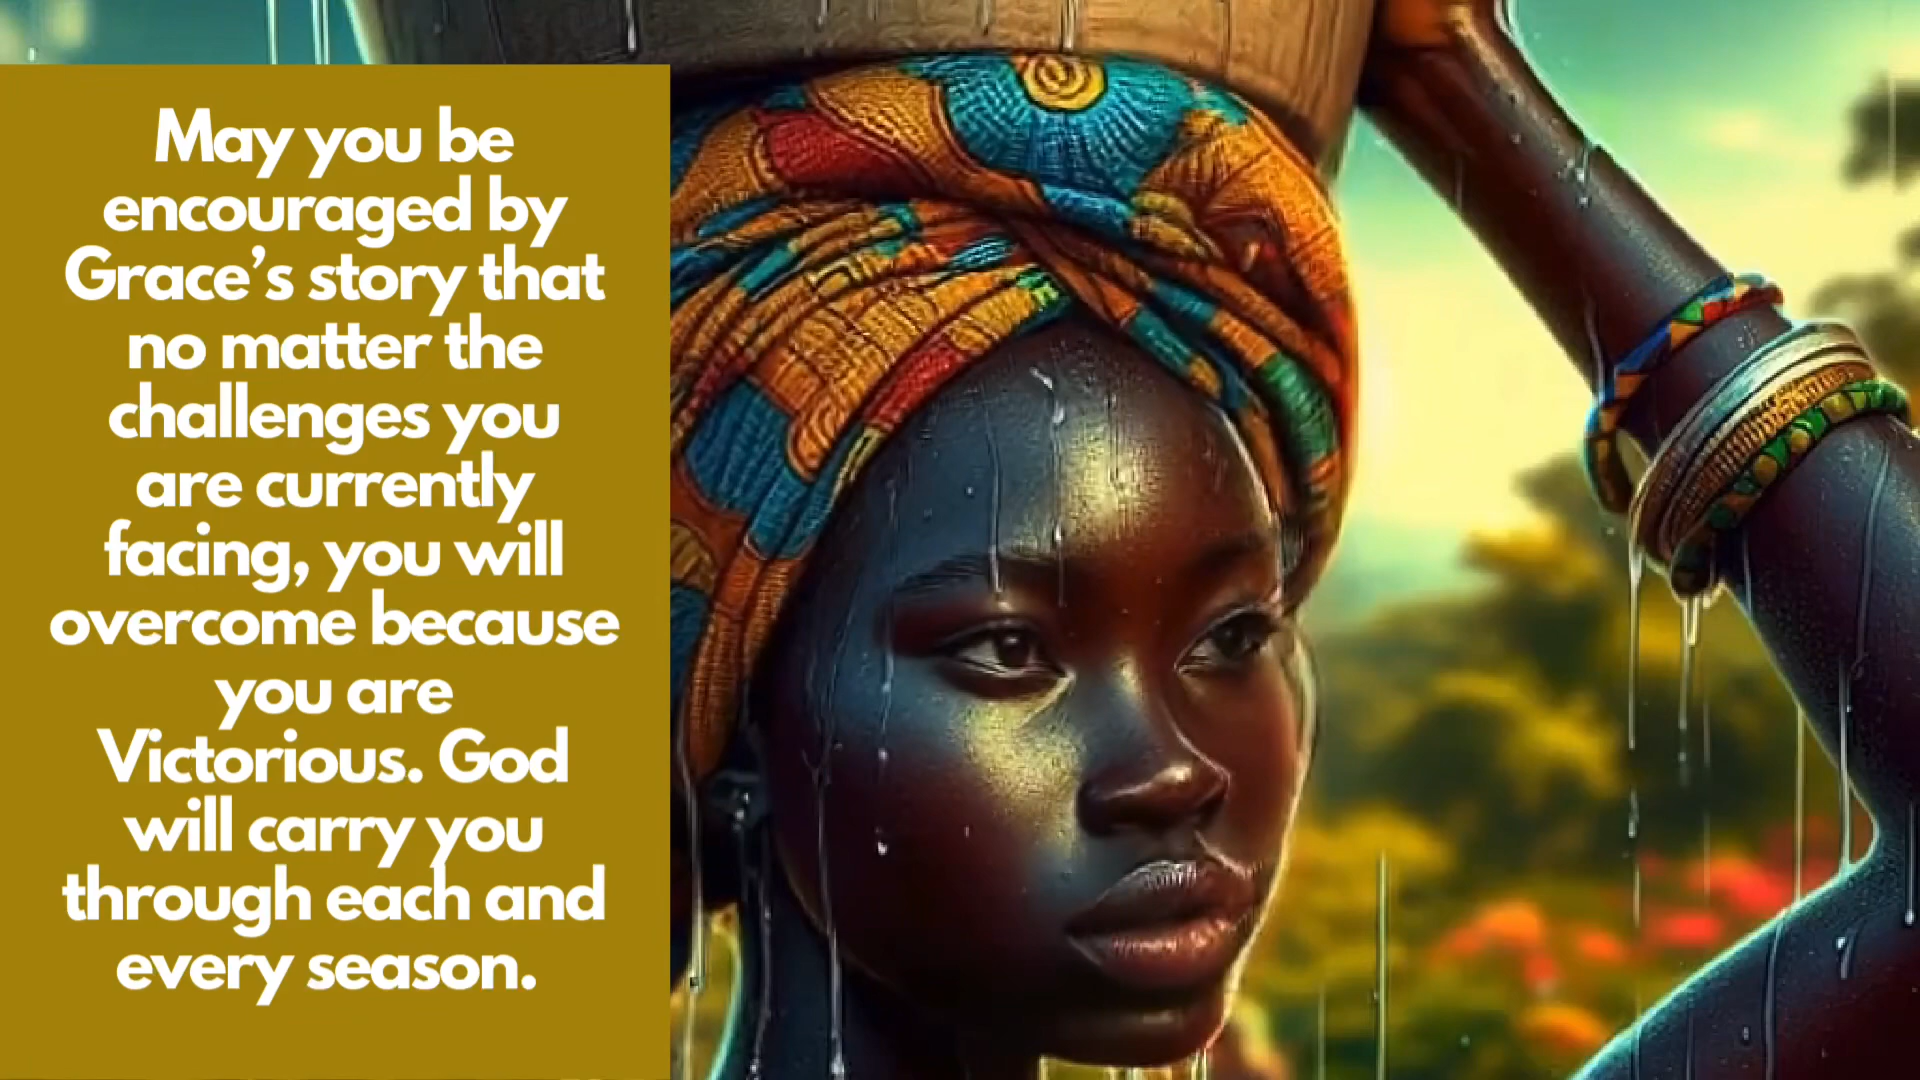 May you be
encouraged by
Grace’s story that
no matter the
challenges you
are currently
facing, you will
overcome because
you are
Victorious. God
will carry you
through each and
every season.